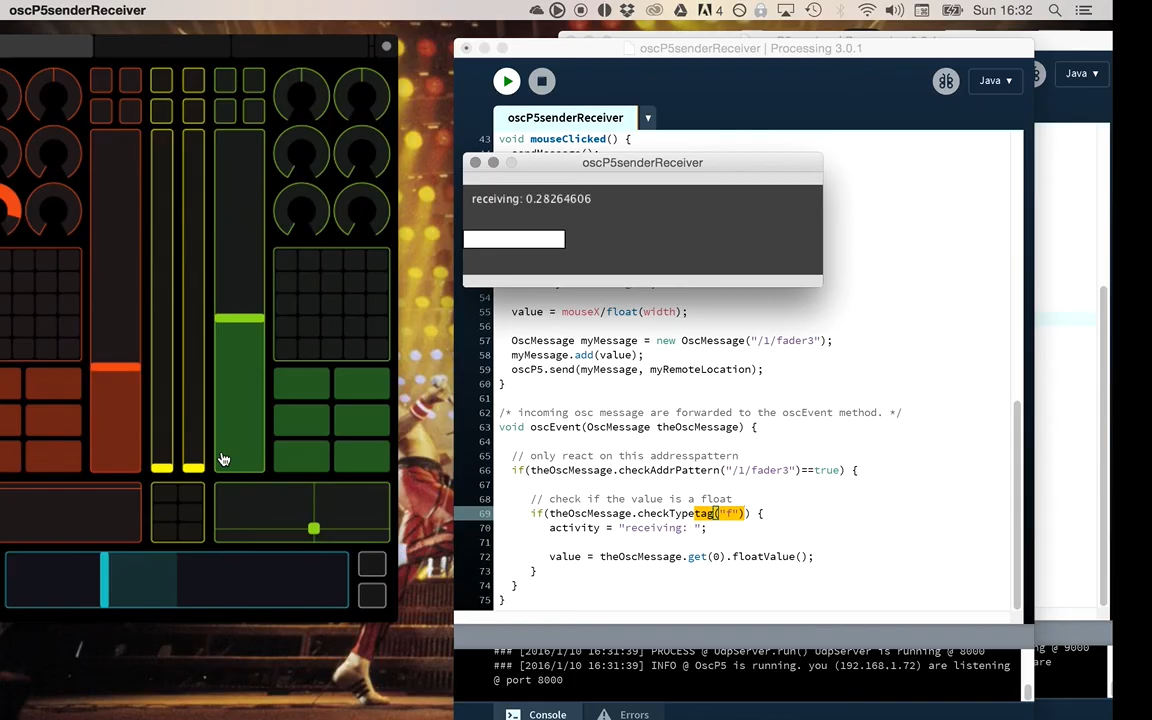 oscP5senderReceiver
4
Sun 16:32
oscP5senderReceiver | Processing 3.0.1
Java ▾
Java ▾
oscP5senderReceiver
43 void mouseClicked() {
oscP5senderReceiver
receiving: 0.28264606
54
55 value = mouseX/float(width);
56
57 OscMessage myMessage = new OscMessage("/1/fader3");
58 myMessage.add(value);
59 oscP5.send(myMessage, myRemoteLocation);
60 }
61
62 /* incoming osc message are forwarded to the oscEvent method. */
63 void oscEvent(OscMessage theOscMessage) {
64
65 // only react on this addresspattern
66 if(theOscMessage.checkAddrPattern("/1/fader3")==true) {
67
68 // check if the value is a float
69 if(theOscMessage.checkTypetag("f")) {
70 activity = "receiving: ";
71
72 value = theOscMessage.get(0).floatValue();
73 }
74 }
75 }
### [2016/1/10 16:31:39] PROCESS @ UdpServer.run() UdpServer is running @ 8000
### [2016/1/10 16:31:39] INFO @ OscP5 is running. you (192.168.1.72) are listening
@ port 8000
ng @ 9000
are
Console
Errors